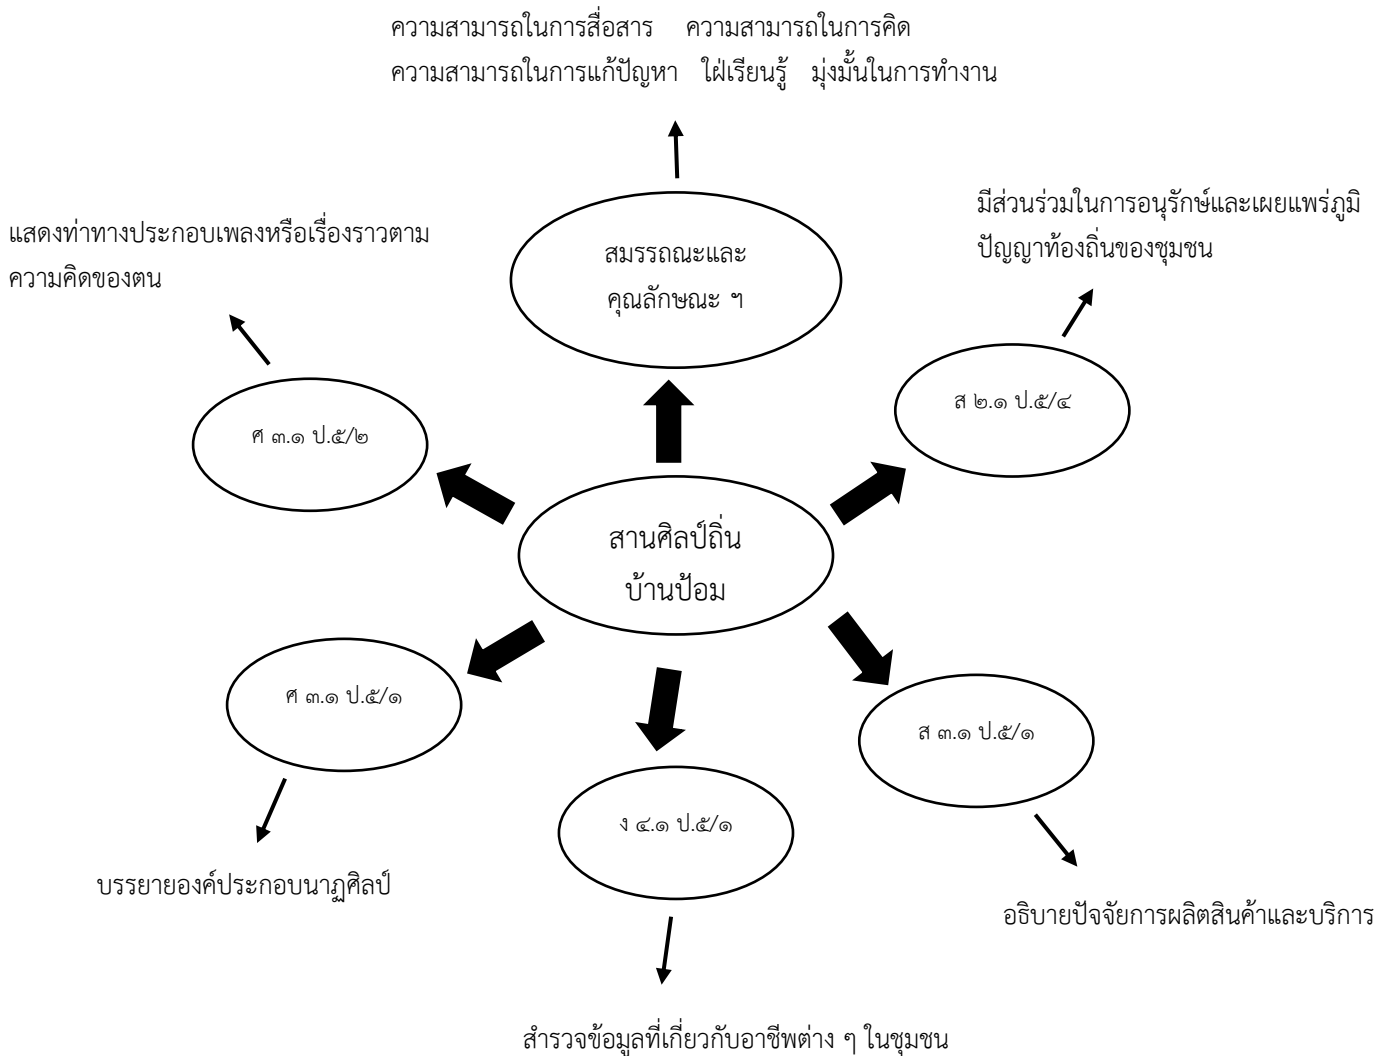 ความสามารถในการสื่อสาร ความสามารถในการคิด
ความสามารถในการแก้ปัญหา ใฝ่เรียนรู้ มุ่งมั้นในการทำงาน
มีส่วนร่วมในการอนุรักษ์และเผยแพร่ภูมิ
ปัญญาท้องถิ่นของชุมชน
แสดงท่าทางประกอบเพลงหรือเรื่องราวตาม
ความคิดของตน
สมรรถณะและ
คุณลักษณะ ฯ
ส ๒.๑ ป.๕/๔
ศ ๓.๑ ป.๕/๒
สานศิลป์ถิ่น
บ้านป้อม
ศ ๓.๑ ป.๕/๑
ส ๓.๑ ป.๕/๑
ง ๔.๑ ป.๕/๑
บรรยายองค์ประกอบนาฏศิลป์
อธิบายปัจจัยการผลิตสินค้าและบริการ
สำรวจข้อมูลที่เกี่ยวกับอาชีพต่าง ๆ ในชุมชน